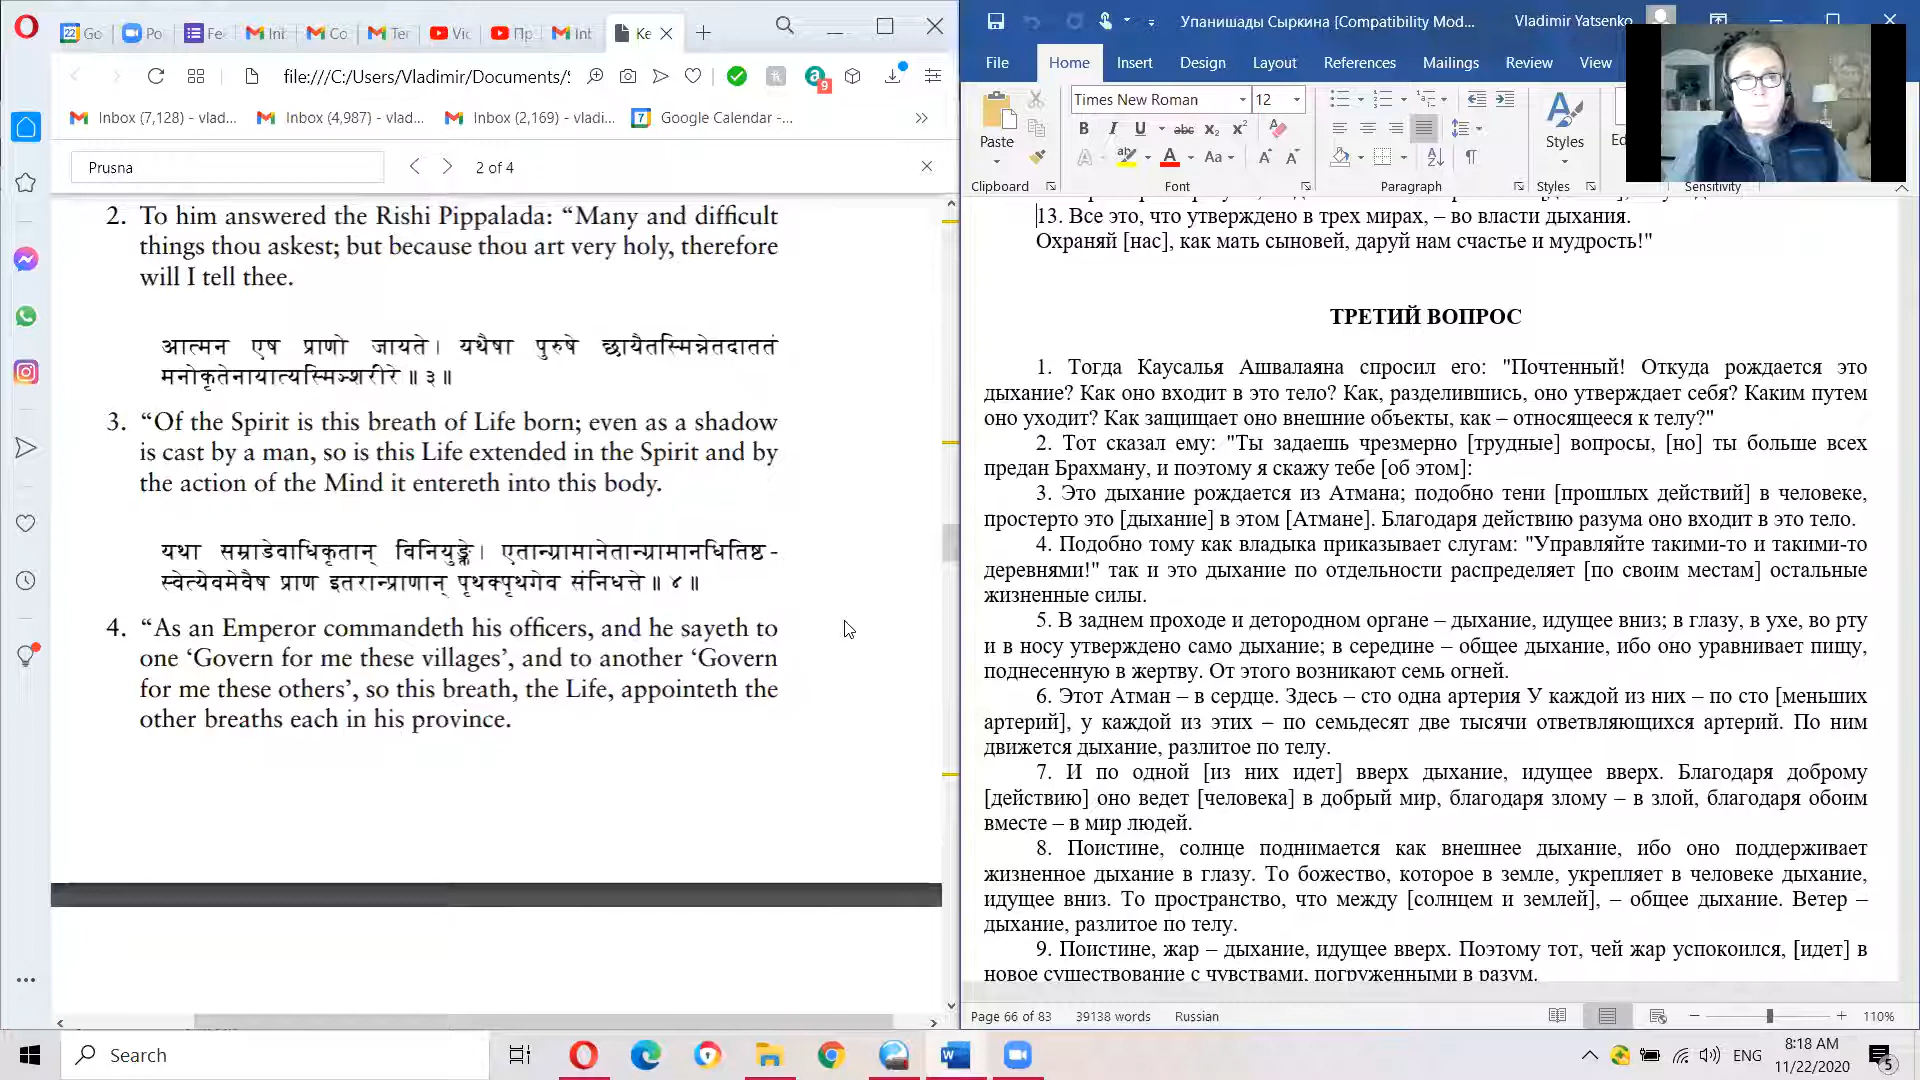 Go
Po
Fe
Ini
Co
Ter
Vic
Пр
Int
Ke
file:///C:/Users/Vladimir/Documents/S
9
Inbox (7,128) - vlad...
Inbox (4,987) - vlad...
Inbox (2,169) - vladi...
Google Calendar -...
Prusna
2 of 4
2. To him answered the Rishi Pippalada: “Many and difficult
things thou askest; but because thou art very holy, therefore
will I tell thee.
आत्मन एष प्राणो जायते। यथैषा पुरुषे छायैतस्मिन्नेतदाततं
मनोकृतेनायात्यस्मिञ्शरीरे॥३॥
3. “Of the Spirit is this breath of Life born; even as a shadow
is cast by a man, so is this Life extended in the Spirit and by
the action of the Mind it entereth into this body.
यथा सम्राडेवाधिकृतान् विनियुङ्क्ते। एतान्ग्रामानेतान्ग्रामानधितिष्ठ-
स्वेत्येवमेवैष प्राण इतरान्प्राणान् पृथक्पृथगेव संनिधत्ते॥४॥
4. “As an Emperor commandeth his officers, and he sayeth to
one ‘Govern for me these villages’, and to another ‘Govern
for me these others’, so this breath, the Life, appointeth the
other breaths each in his province.
Упанишады Сыркина [Compatibility Mod...
Vladimir Yatsenko
File Home Insert Design Layout References Mailings Review View
Times New Roman 12
Paste
Styles
Clipboard Font Paragraph Styles Sensitivity
13. Все это, что утверждено в трех мирах, – во власти дыхания.
Охраняй [нас], как мать сыновей, даруй нам счастье и мудрость!"
ТРЕТИЙ ВОПРОС
1. Тогда Каусалья Ашвалаяна спросил его: "Почтенный! Откуда рождается это
дыхание? Как оно входит в это тело? Как, разделившись, оно утверждает себя? Каким путем
оно уходит? Как защищает оно внешние объекты, как – относящееся к телу?"
2. Тот сказал ему: "Ты задаешь чрезмерно [трудные] вопросы, [но] ты больше всех
предан Брахману, и поэтому я скажу тебе [об этом]:
3. Это дыхание рождается из Атмана; подобно тени [прошлых действий] в человеке,
простерто это [дыхание] в этом [Атмане]. Благодаря действию разума оно входит в это тело.
4. Подобно тому как владыка приказывает слугам: "Управляйте такими-то и такими-то
деревнями!" так и это дыхание по отдельности распределяет [по своим местам] остальные
жизненные силы.
5. В заднем проходе и детородном органе – дыхание, идущее вниз; в глазу, в ухе, во рту
и в носу утверждено само дыхание; в середине – общее дыхание, ибо оно уравнивает пищу,
поднесенную в жертву. От этого возникают семь огней.
6. Этот Атман – в сердце. Здесь – сто одна артерия У каждой из них – по сто [меньших
артерий], у каждой из этих – по семьдесят две тысячи ответвляющихся артерий. По ним
движется дыхание, разлитое по телу.
7. И по одной [из них идет] вверх дыхание, идущее вверх. Благодаря доброму
[действию] оно ведет [человека] в добрый мир, благодаря злому – в злой, благодаря обоим
вместе – в мир людей.
8. Поистине, солнце поднимается как внешнее дыхание, ибо оно поддерживает
жизненное дыхание в глазу. То божество, которое в земле, укрепляет в человеке дыхание,
идущее вниз. То пространство, что между [солнцем и землей], – общее дыхание. Ветер –
дыхание, разлитое по телу.
9. Поистине, жар – дыхание, идущее вверх. Поэтому тот, чей жар успокоился, [идет] в
новое существование с чувствами, погруженными в разум.
Page 66 of 83 39138 words Russian
110%
Search
ENG
8:18 AM
11/22/2020
5